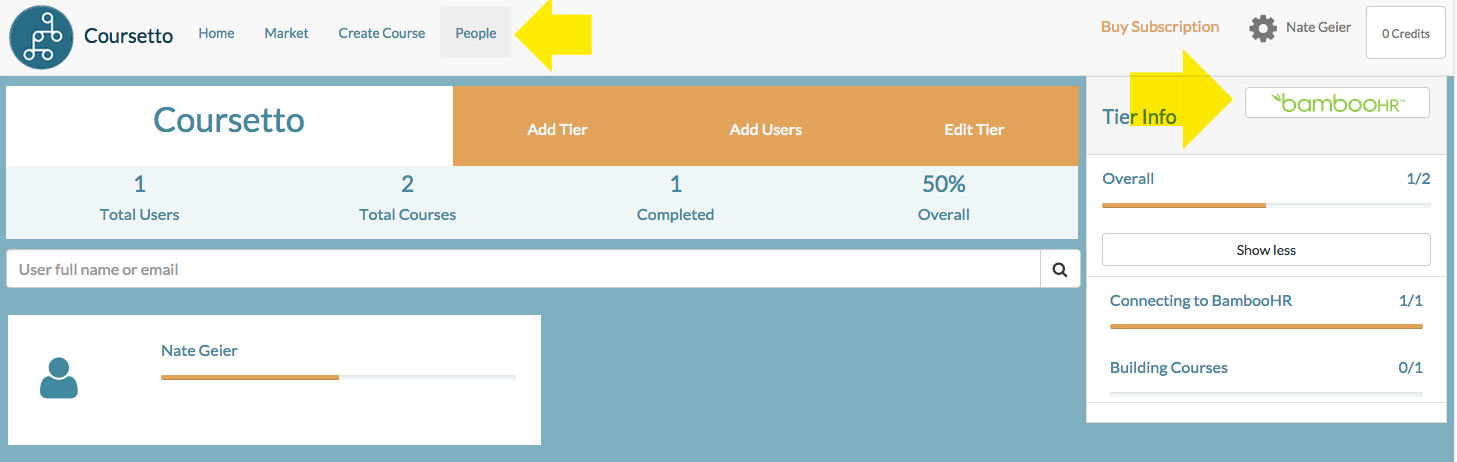 Coursetto Home Market Create Course People Buy Subscription Nate Geier 0 Credits
Coursetto Add Tier Add Users Edit Tier
1 2 1 50%
Total Users Total Courses Completed Overall
User full name or email
Nate Geier
bambooHR™
Tier Info
Overall 1/2
Show less
Connecting to BambooHR 1/1
Building Courses 0/1